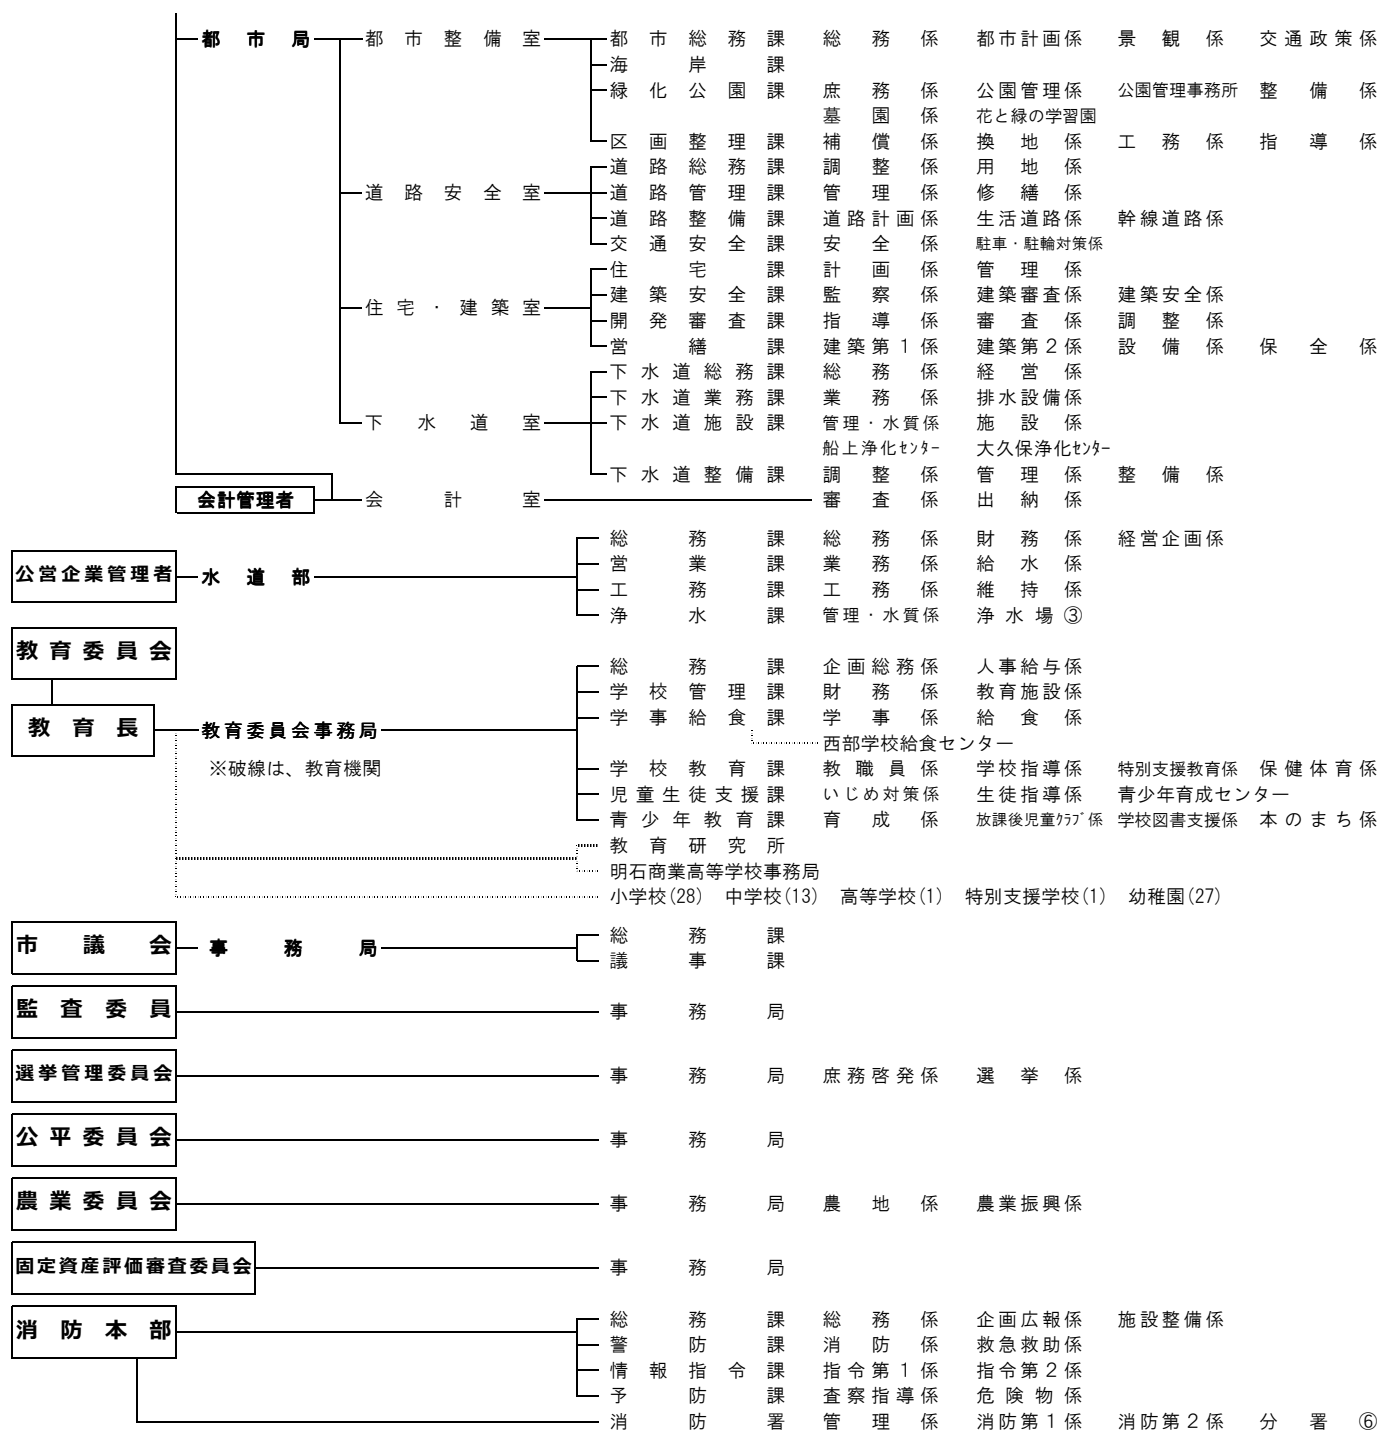 都市局 都市整備室 都市総務課 総務係 都市計画係 景観係 交通政策係
海岸課
緑化公園課 庶務係 公園管理係 公園管理事務所 整備係
墓園係 花と緑の学習園
区画整理課 補償係 換地係 工務係 指導係
道路総務課 調整係 用地係
道路安全室 道路管理課 管理係 修繕係
道路整備課 道路計画係 生活道路係 幹線道路係
交通安全課 安全係 駐車・駐輪対策係
住宅課 計画係 管理係
建築安全課 監察係 建築審査係 建築安全係
住宅・建築室
開発審査課 指導係 審査係 調整係
営繕課 建築第1係 建築第2係 設備係 保全係
下水道総務課 総務係 経営係
下水道業務課 業務係 排水設備係
下水道室 下水道施設課 管理・水質係 施設係
船上浄化ｾﾝﾀｰ 大久保浄化ｾﾝﾀｰ
下水道整備課 調整係 管理係 整備係
会計管理者 会計室 審査係 出納係
総務課 総務係 財務係 経営企画係
営業課 業務係 給水係
公営企業管理者 水道部
工務課 工務係 維持係
浄水課 管理・水質係 浄水場③
教育委員会
総務課 企画総務係 人事給与係
学校管理課 財務係 教育施設係
学事給食課 学事係 給食係
教育長 教育委員会事務局
西部学校給食センター
※破線は、教育機関
学校教育課 教職員係 学校指導係 特別支援教育係 保健体育係
児童生徒支援課 いじめ対策係 生徒指導係 青少年育成センター
青少年教育課 育成係 放課後児童ｸﾗﾌﾞ係 学校図書支援係 本のまち係
教育研究所
明石商業高等学校事務局
小学校(28) 中学校(13) 高等学校(1) 特別支援学校(1) 幼稚園(27)
総務課
市議会 事務局
議事課
監査委員 事務局
選挙管理委員会 事務局 庶務啓発係 選挙係
公平委員会 事務局
農業委員会 事務局 農地係 農業振興係
固定資産評価審査委員会 事務局
総務課 総務係 企画広報係 施設整備係
消防本部
警防課 消防係 救急救助係
情報指令課 指令第1係 指令第2係
予防課 査察指導係 危険物係
消防署 管理係 消防第1係 消防第2係 分署⑥